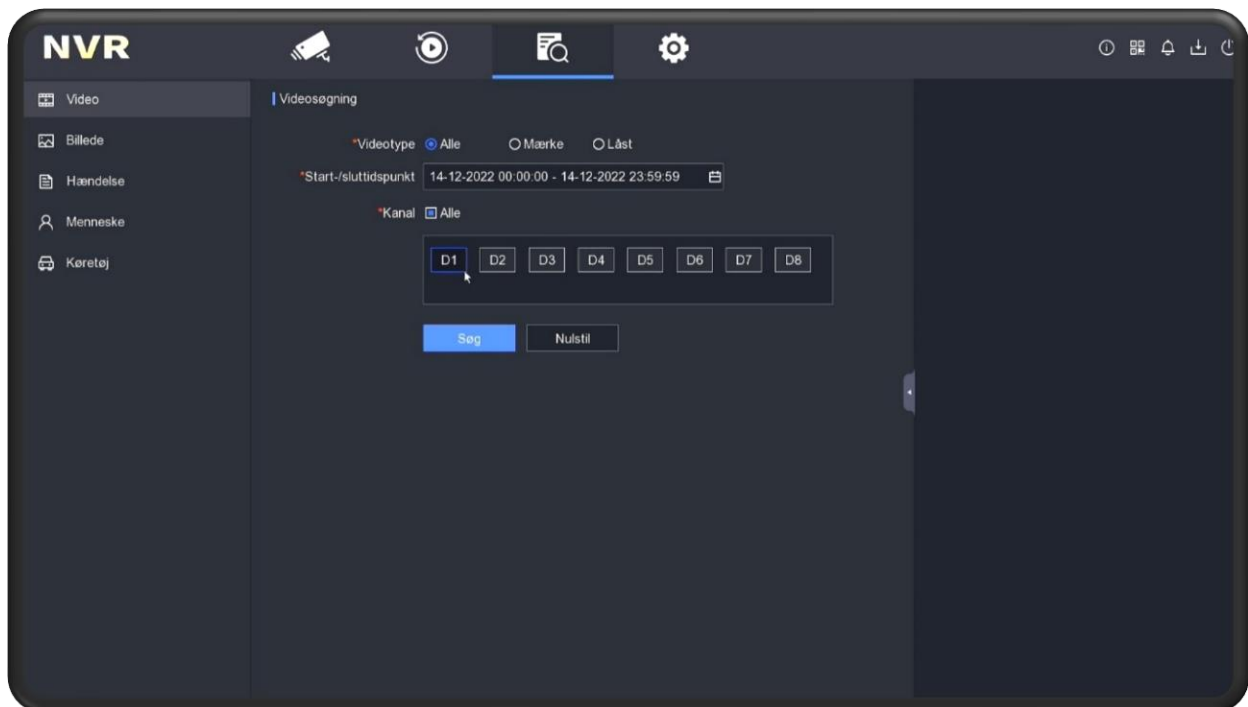 NVR
Video
Billede
Hændelse
Menneske
Køretøj
Videosøgning
*Videotype Alle Mærke Låst
*Start-/sluttidspunkt 14-12-2022 00:00:00 - 14-12-2022 23:59:59
*Kanal Alle
D1 D2 D3 D4 D5 D6 D7 D8
Søg Nulstil